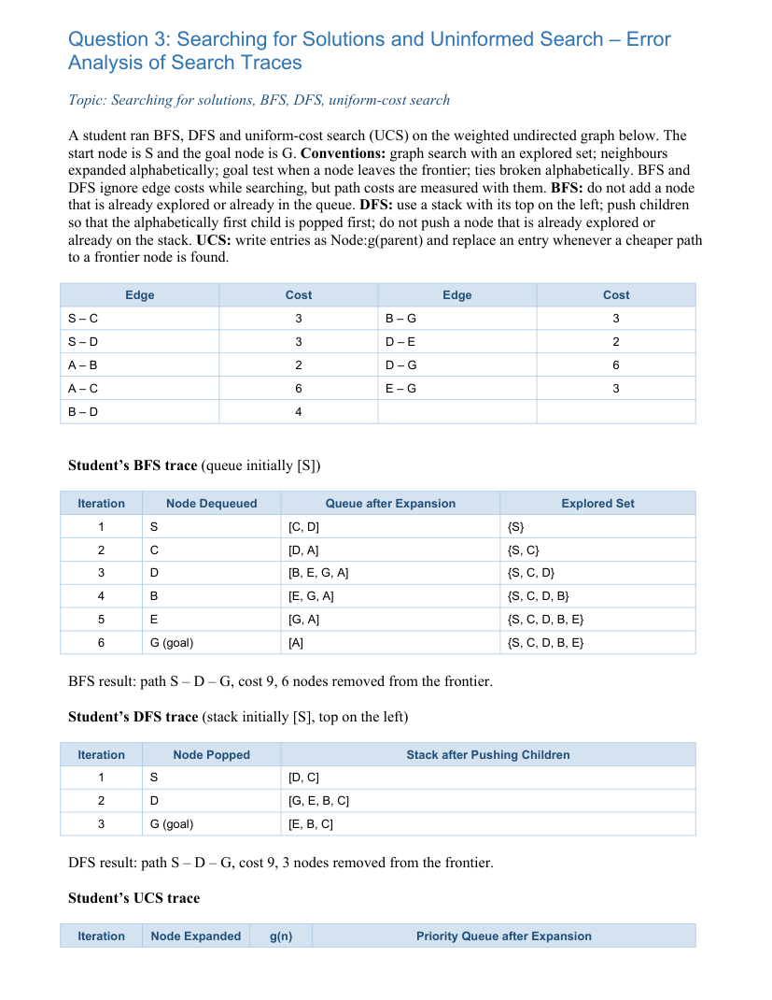 Question 3: Searching for Solutions and Uninformed Search – Error
Analysis of Search Traces
Topic: Searching for solutions, BFS, DFS, uniform-cost search
A student ran BFS, DFS and uniform-cost search (UCS) on the weighted undirected graph below. The
start node is S and the goal node is G. Conventions: graph search with an explored set; neighbours
expanded alphabetically; goal test when a node leaves the frontier; ties broken alphabetically. BFS and
DFS ignore edge costs while searching, but path costs are measured with them. BFS: do not add a node
that is already explored or already in the queue. DFS: use a stack with its top on the left; push children
so that the alphabetically first child is popped first; do not push a node that is already explored or
already on the stack. UCS: write entries as Node:g(parent) and replace an entry whenever a cheaper path
to a frontier node is found.
Edge Cost Edge Cost
S – C 3 B – G 3
S – D 3 D – E 2
A – B 2 D – G 6
A – C 6 E – G 3
B – D 4
Student’s BFS trace (queue initially [S])
Iteration Node Dequeued Queue after Expansion Explored Set
1 S [C, D] {S}
2 C [D, A] {S, C}
3 D [B, E, G, A] {S, C, D}
4 B [E, G, A] {S, C, D, B}
5 E [G, A] {S, C, D, B, E}
6 G (goal) [A] {S, C, D, B, E}
BFS result: path S – D – G, cost 9, 6 nodes removed from the frontier.
Student’s DFS trace (stack initially [S], top on the left)
Iteration Node Popped Stack after Pushing Children
1 S [D, C]
2 D [G, E, B, C]
3 G (goal) [E, B, C]
DFS result: path S – D – G, cost 9, 3 nodes removed from the frontier.
Student’s UCS trace
Iteration Node Expanded g(n) Priority Queue after Expansion